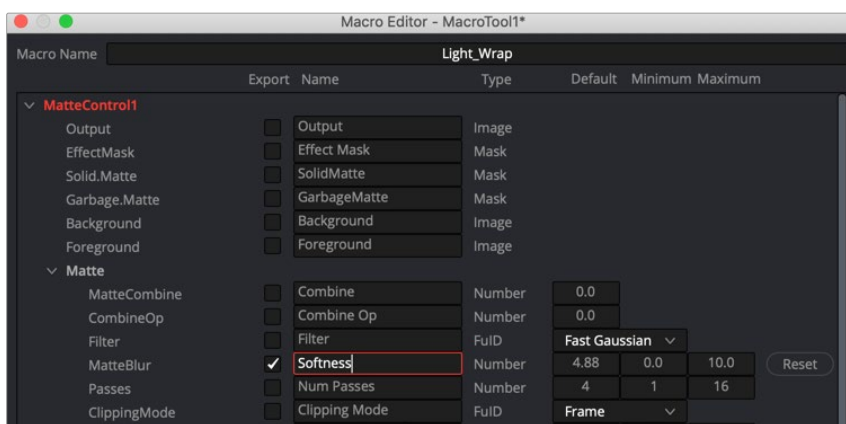 Macro Editor - MacroTool1*
Macro Name Light_Wrap
Export Name Type Default Minimum Maximum
MatteControl1
Output Output Image
EffectMask Effect Mask Mask
Solid.Matte SolidMatte Mask
Garbage.Matte GarbageMatte Mask
Background Background Image
Foreground Foreground Image
Matte
MatteCombine Combine Number 0.0
CombineOp Combine Op Number 0.0
Filter Filter FuID Fast Gaussian
MatteBlur Softness Number 4.88 0.0 10.0 Reset
Passes Num Passes Number 4 1 16
ClippingMode Clipping Mode FuID Frame